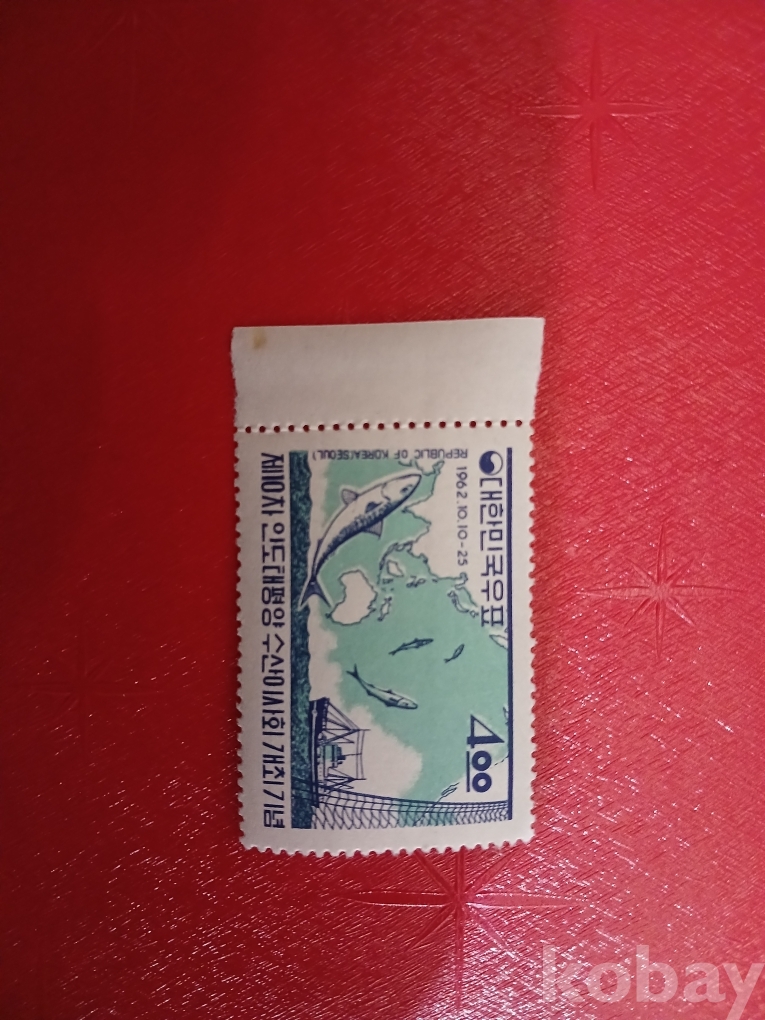 대한민국우표
1962.10.10-25
REPUBLIC OF KOREA(SEOUL)
4.00
제10차 인도태평양 수산이사회 개최기념
kobay